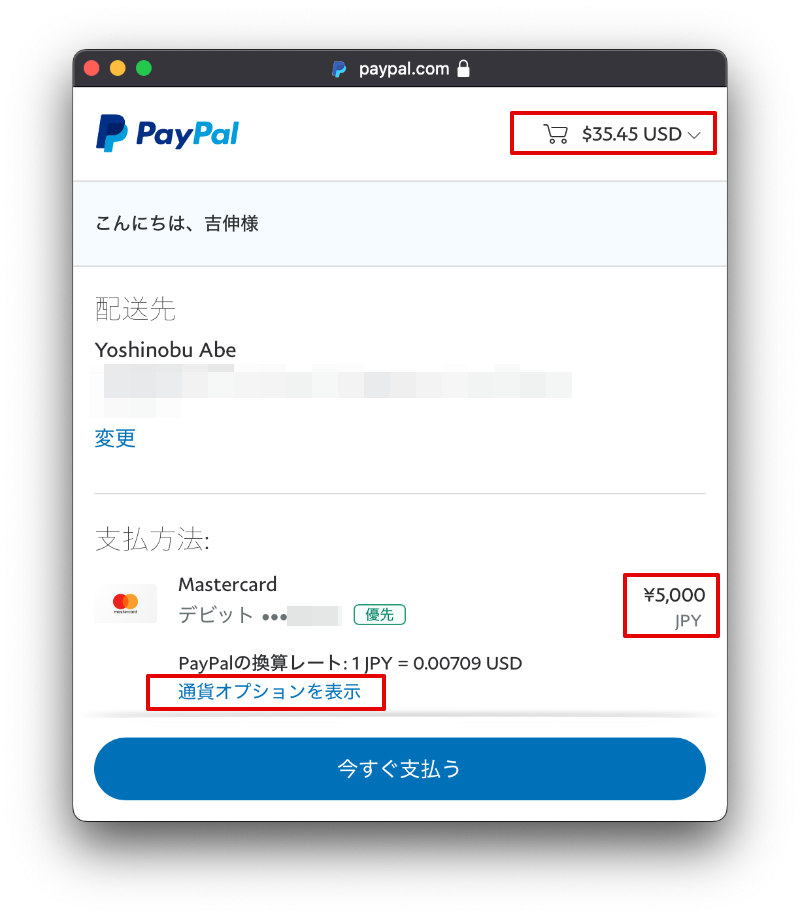 paypal.com
PayPal
$35.45 USD
こんにちは、吉伸様
配送先
Yoshinobu Abe
変更
支払方法:
mastercard
Mastercard
デビット •••
優先
¥5,000
JPY
PayPalの換算レート: 1 JPY = 0.00709 USD
通貨オプションを表示
今すぐ支払う